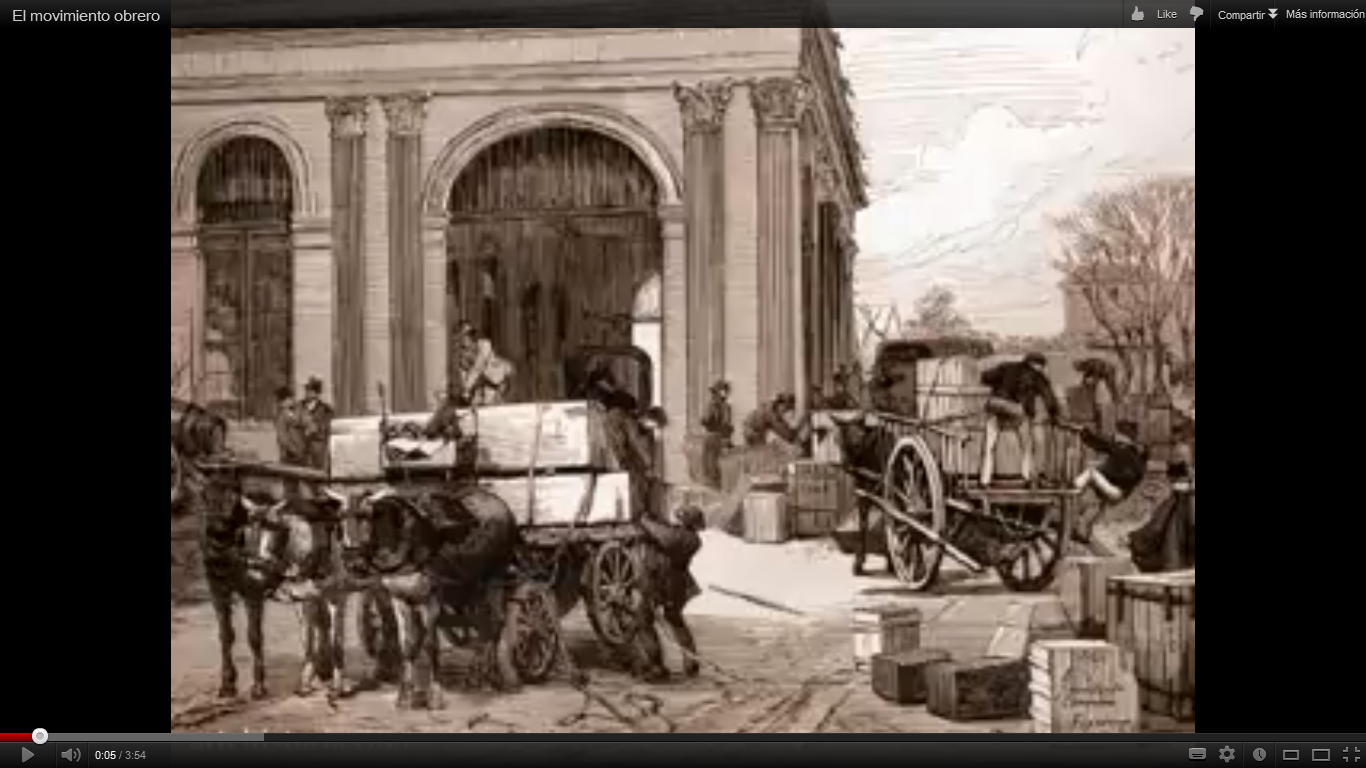 El movimiento obrero
Like
Compartir
Más información
0:05 / 3:54